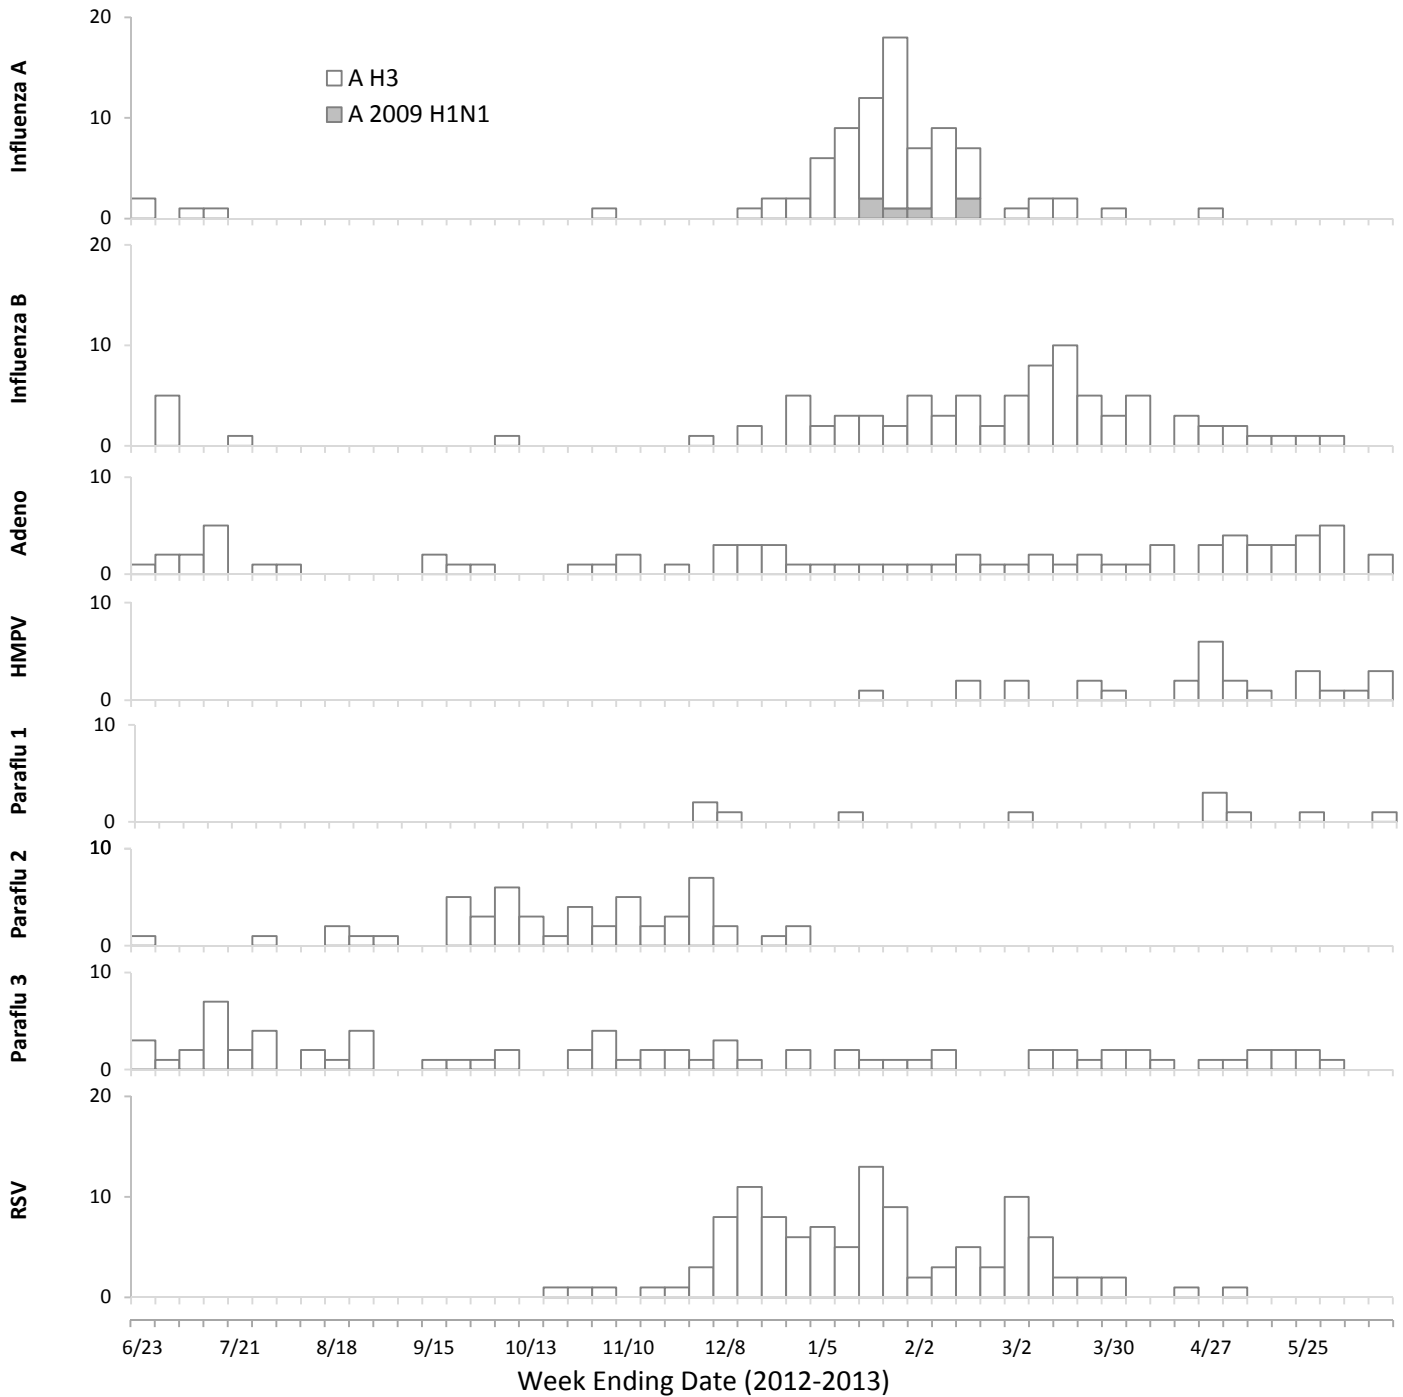 Influenza A
20
10
0
A H3
A 2009 H1N1
Influenza B
20
10
0
Adeno
10
0
HMPV
10
0
Paraflu 1
10
0
Paraflu 2
10
0
Paraflu 3
10
0
RSV
20
10
0
6/23 7/21 8/18 9/15 10/13 11/10 12/8 1/5 2/2 3/2 3/30 4/27 5/25
Week Ending Date (2012-2013)